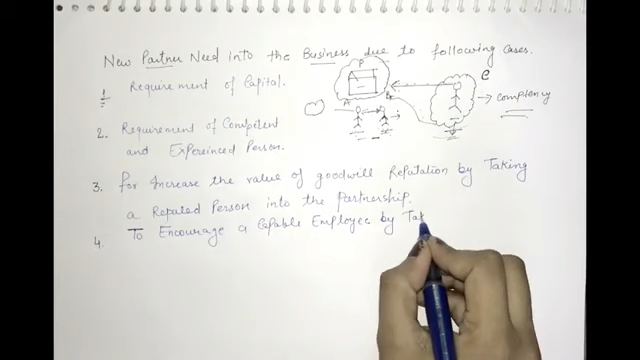 New Partner Need Into the Business due to following Cases.
1 Requirement of Capital.
2. Requirement of Competent
and Expereinced Person.
3. for Increase the value of goodwill Reputation by Taking
a Reputed Person into the Partnership.
4. To Encourage a Capable Employee by Tak
P
A
C
→ Comptency